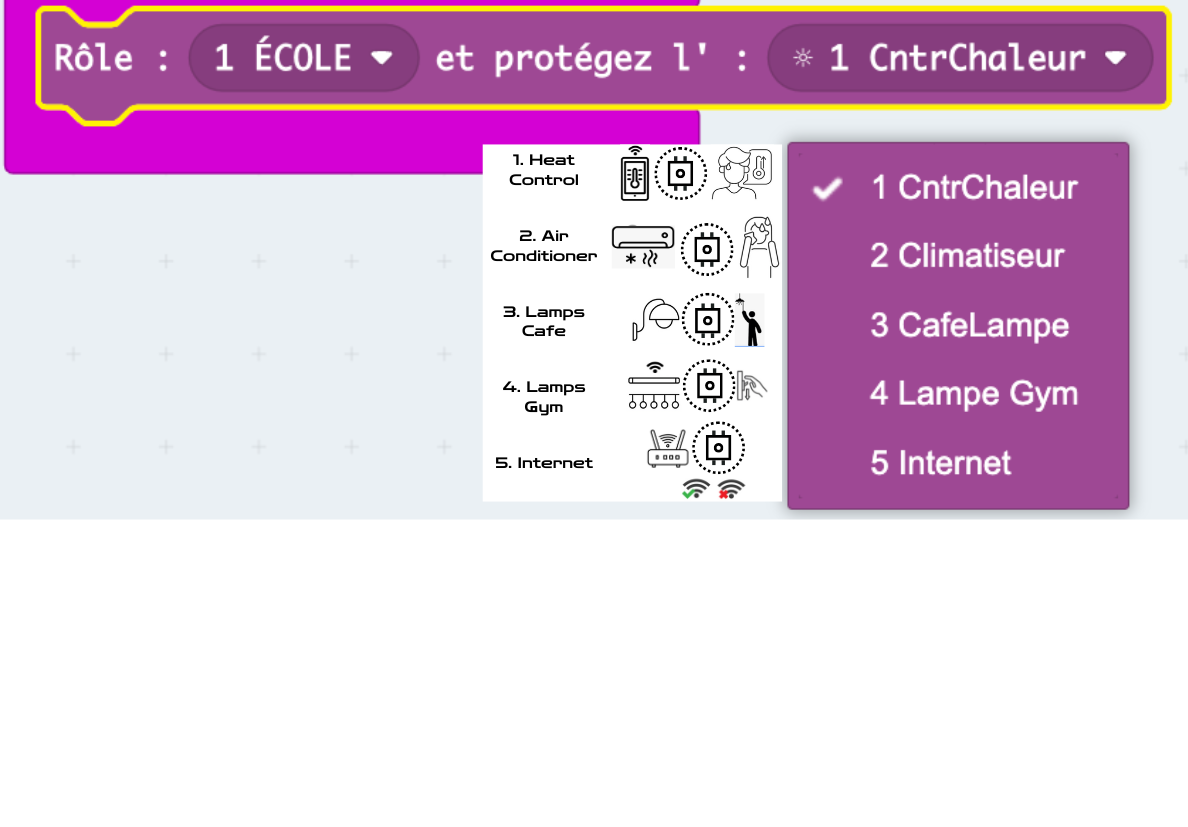 Rôle : 1 ÉCOLE et protégez l' : 1 CntrChaleur
1. Heat
Control
2. Air
Conditioner
3. Lamps
Cafe
4. Lamps
Gym
5. Internet
1 CntrChaleur
2 Climatiseur
3 CafeLampe
4 Lampe Gym
5 Internet